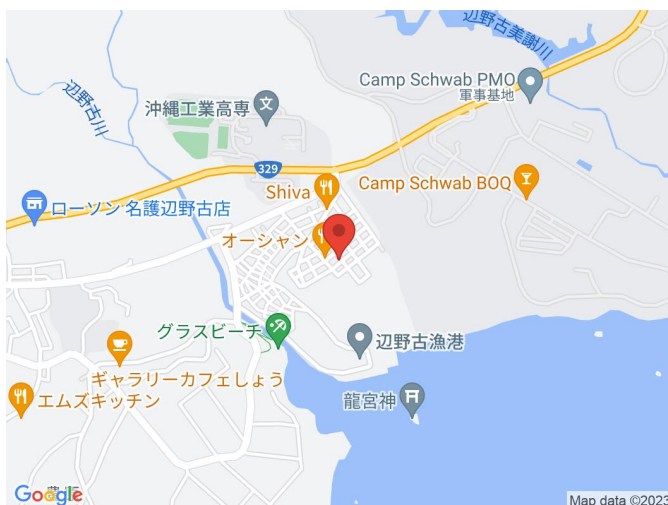 辺野古美謝川
Camp Schwab PMO
軍事基地
辺野古川
沖縄工業高専
329
Shiva
Camp Schwab BOQ
ローソン 名護辺野古店
オーシャン
グラスビーチ
辺野古漁港
ギャラリーカフェしょう
エムズキッチン
龍宮神
Google
Map data ©2023